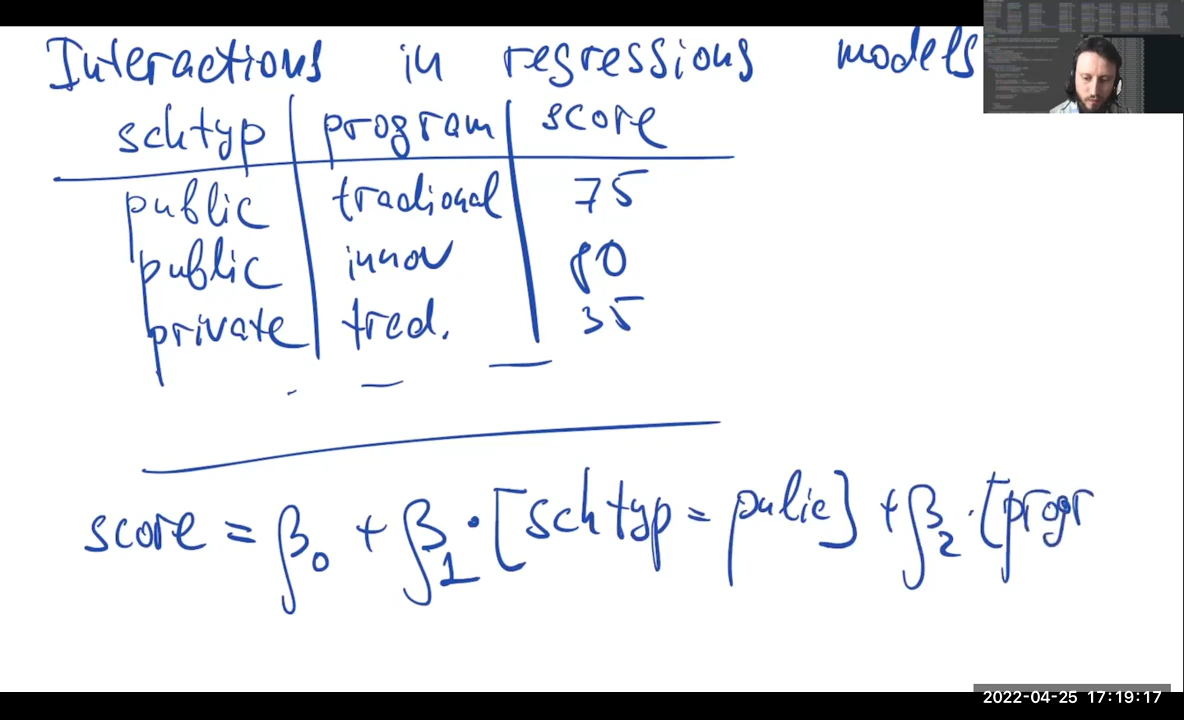 Interactions in regressions models
schtyp program score
public tradional 75
public innov 80
private tred. 35
score = β₀ + β₁ · [schtyp = pulic] + β₂ · [progr
2022-04-25 17:19:17